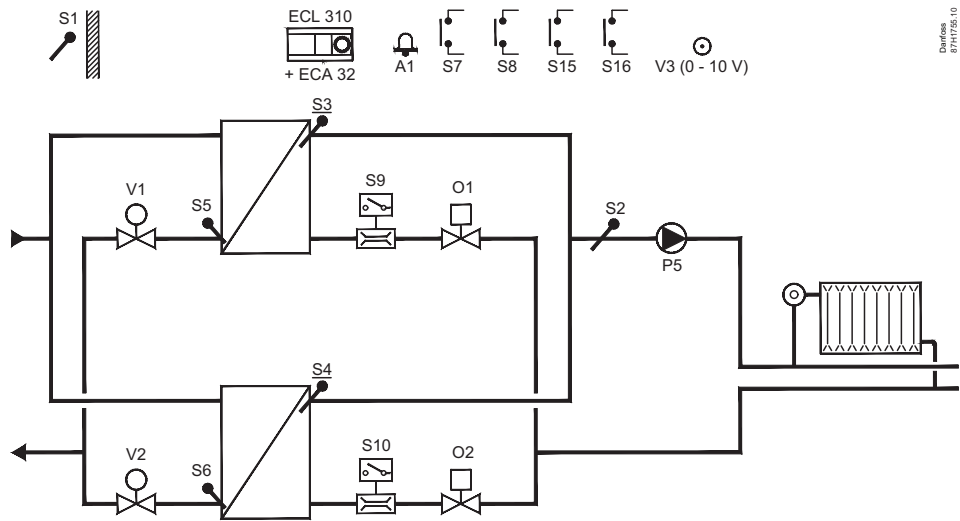 S1
ECL 310
+ ECA 32
A1
S7
S8
S15
S16
V3 (0 - 10 V)
Danfoss
87H1755.10
S3
V1
S5
S9
O1
S2
P5
S4
V2
S6
S10
O2